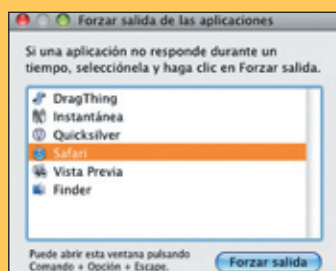 Forzar salida de las aplicaciones
Si una aplicación no responde durante un
tiempo, selecciónela y haga clic en Forzar salida.
DragThing
Instantánea
Quicksilver
Safari
Vista Previa
Finder
Puede abrir esta ventana pulsando
Comando + Opción + Escape.
Forzar salida